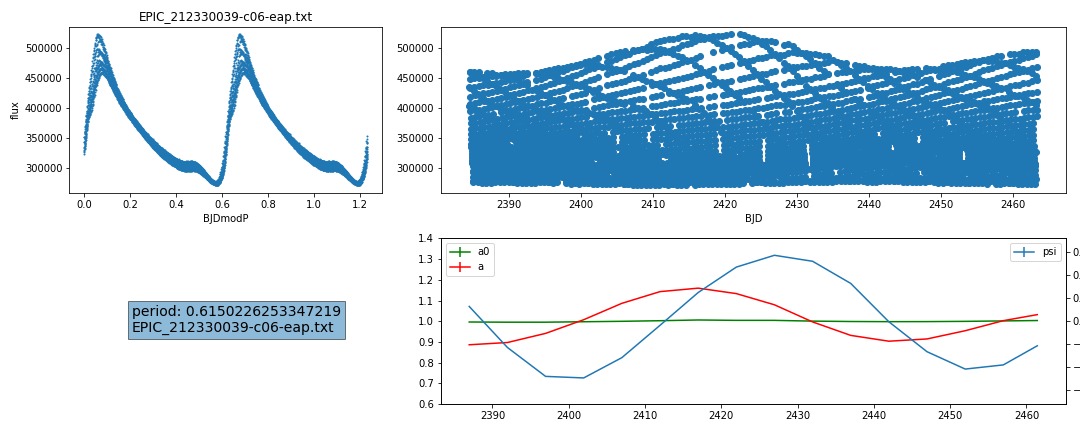 EPIC_212330039-c06-eap.txt
flux
500000
450000
400000
350000
300000
0.0 0.2 0.4 0.6 0.8 1.0 1.2
BJDmodP
500000
450000
400000
350000
300000
2390 2400 2410 2420 2430 2440 2450 2460
BJD
period: 0.6150226253347219
EPIC_212330039-c06-eap.txt
a0
a
psi
1.4
1.3
1.2
1.1
1.0
0.9
0.8
0.7
0.6
2390 2400 2410 2420 2430 2440 2450 2460